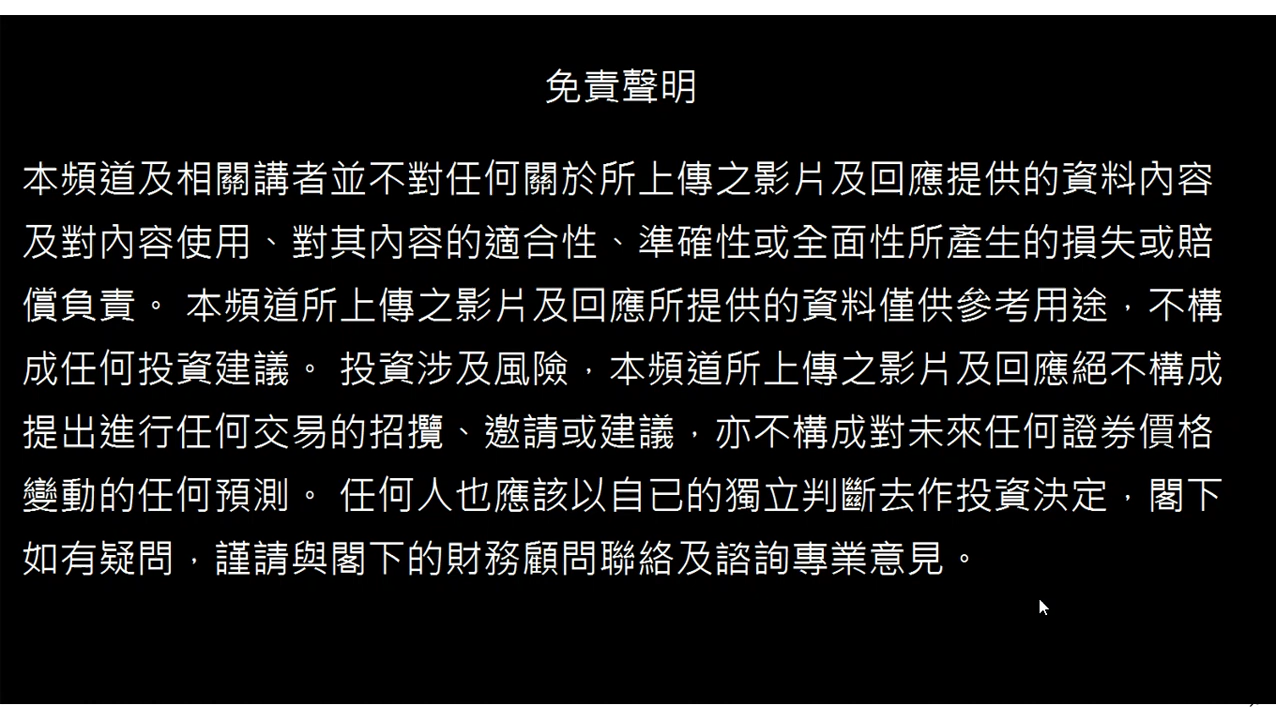 免責聲明
本頻道及相關講者並不對任何關於所上傳之影片及回應提供的資料內容
及對內容使用、對其內容的適合性、準確性或全面性所產生的損失或賠
償負責。 本頻道所上傳之影片及回應所提供的資料僅供參考用途，不構
成任何投資建議。 投資涉及風險，本頻道所上傳之影片及回應絕不構成
提出進行任何交易的招攬、邀請或建議，亦不構成對未來任何證券價格
變動的任何預測。 任何人也應該以自已的獨立判斷去作投資決定，閣下
如有疑問，謹請與閣下的財務顧問聯絡及諮詢專業意見。